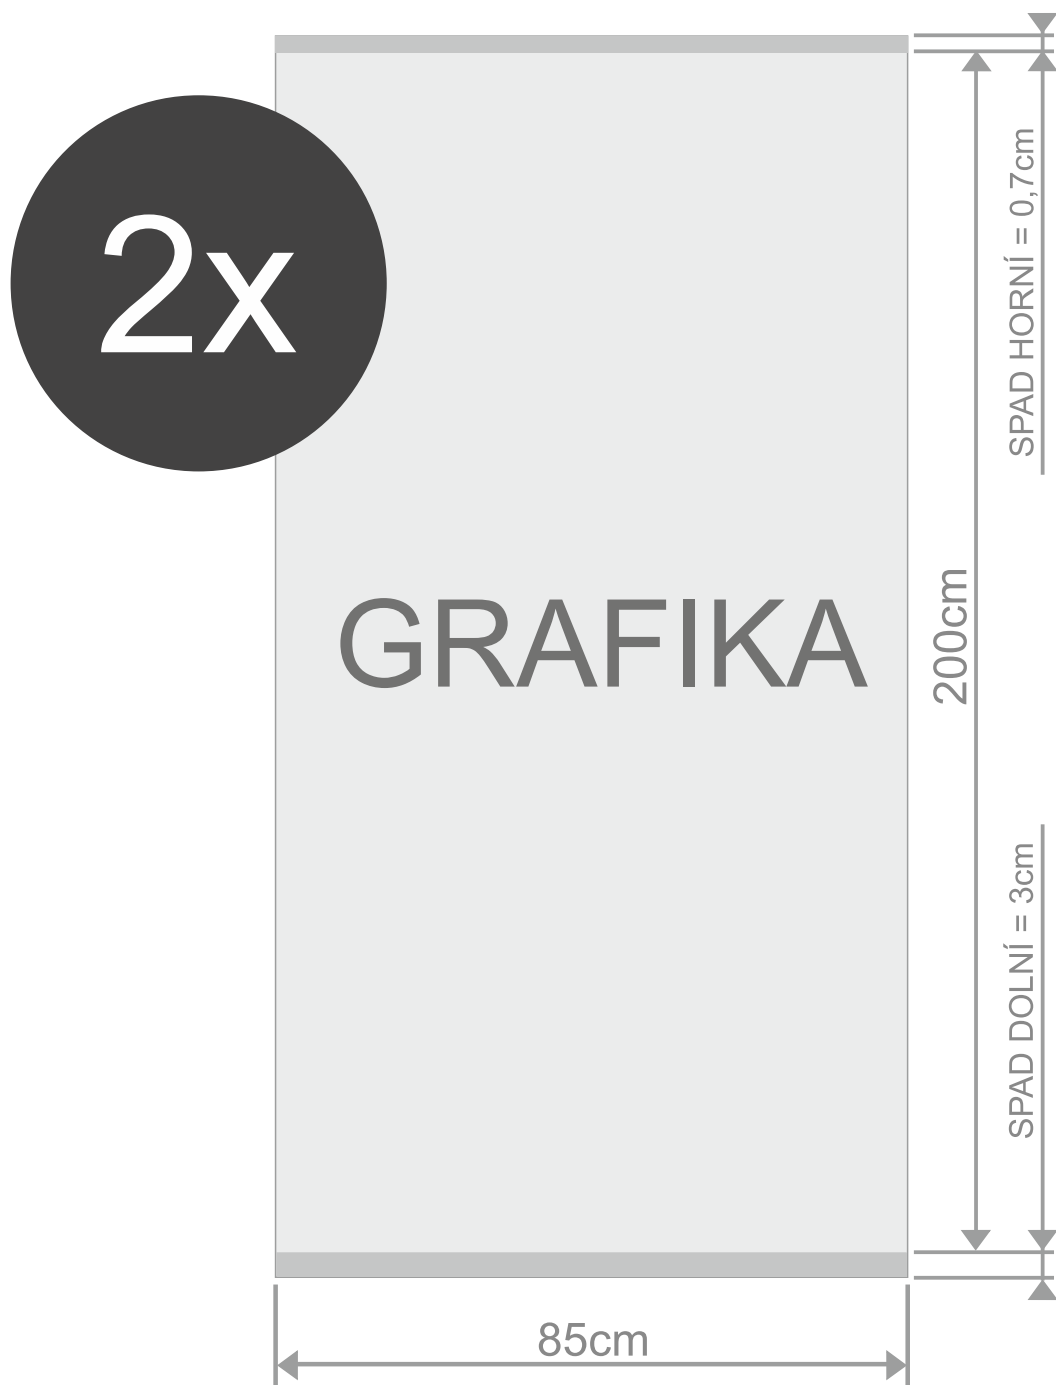 2x
SPAD HORNÍ = 0,7cm
GRAFIKA
200cm
SPAD DOLNÍ = 3cm
85cm